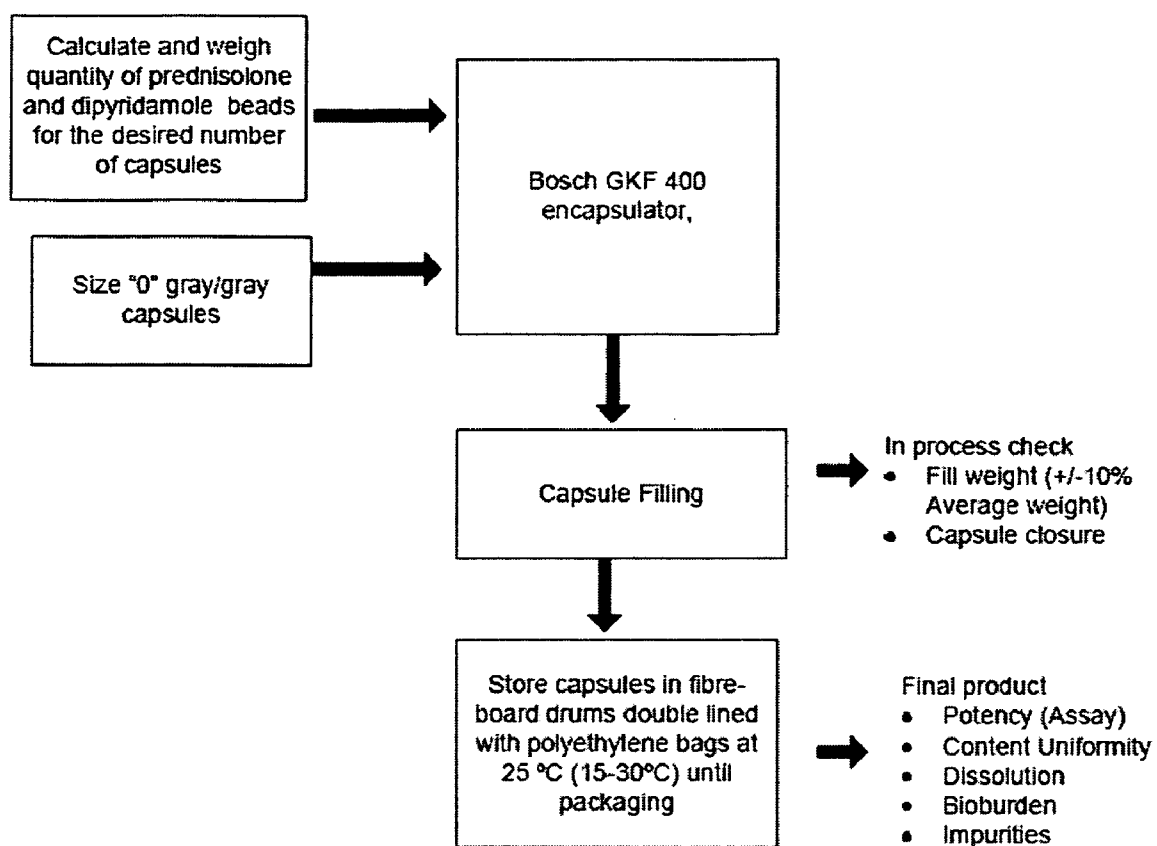 Calculate and weigh
quantity of prednisolone
and dipyridamole beads
for the desired number
of capsules
Bosch GKF 400
encapsulator,
Size "0" gray/gray
capsules
Capsule Filling
In process check
• Fill weight (+/-10%
Average weight)
• Capsule closure
Store capsules in fibre-
board drums double lined
with polyethylene bags at
25 ºC (15-30ºC) until
packaging
Final product
• Potency (Assay)
• Content Uniformity
• Dissolution
• Bioburden
• Impurities